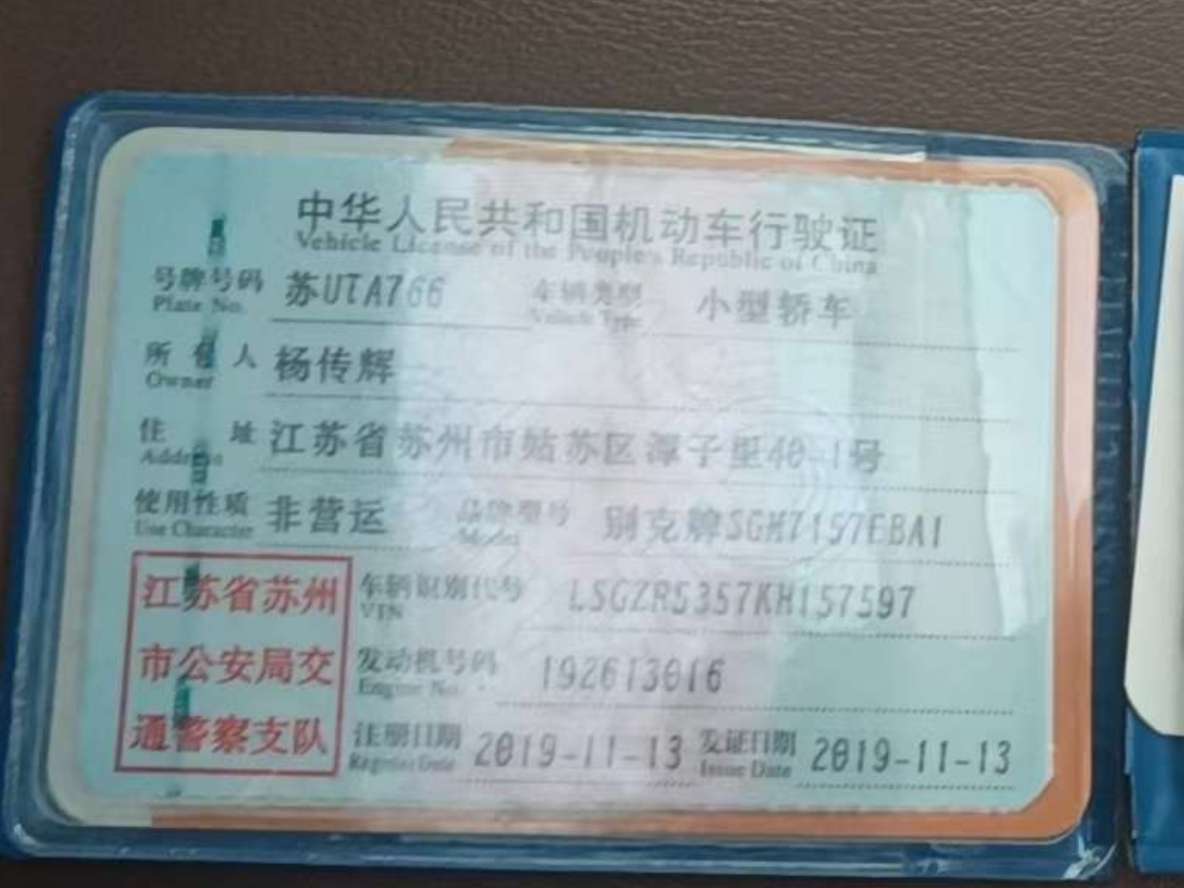 中华人民共和国机动车行驶证
Vehicle License of the People's Republic of China
号牌号码 苏UTA766 车辆类型 小型轿车
Plate No. Vehicle Type
所有人 杨传辉
Owner
住址 江苏省苏州市姑苏区潭子里40-1号
Address
使用性质 非营运 品牌型号 别克牌SGM7157EBA1
Use Character Model
江苏省苏州
市公安局交
通警察支队
车辆识别代号 LSGZR5357KH157597
VIN
发动机号码 192613016
Engine No.
注册日期 2019-11-13 发证日期 2019-11-13
Register Date Issue Date